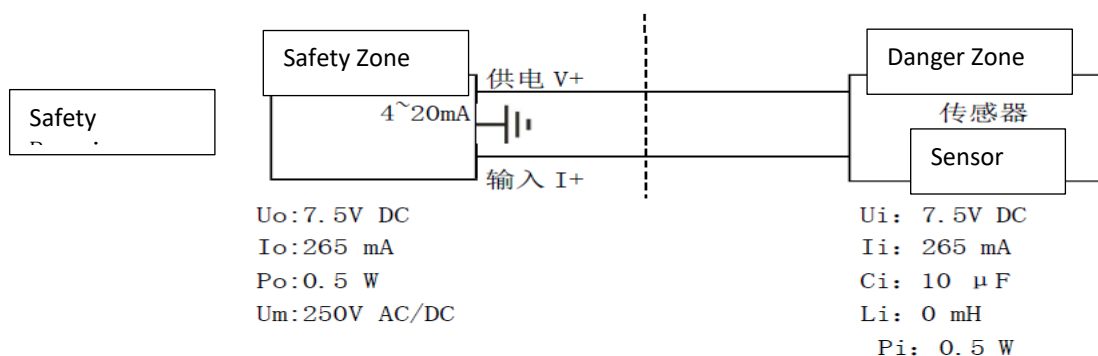 Safety Zone
Danger Zone
供电 V+
4~20mA
传感器
Safety
Sensor
输入 I+
Uo:7.5V DC
Io:265 mA
Po:0.5 W
Um:250V AC/DC
Ui: 7.5V DC
Ii: 265 mA
Ci: 10 μF
Li: 0 mH
Pi: 0.5 W